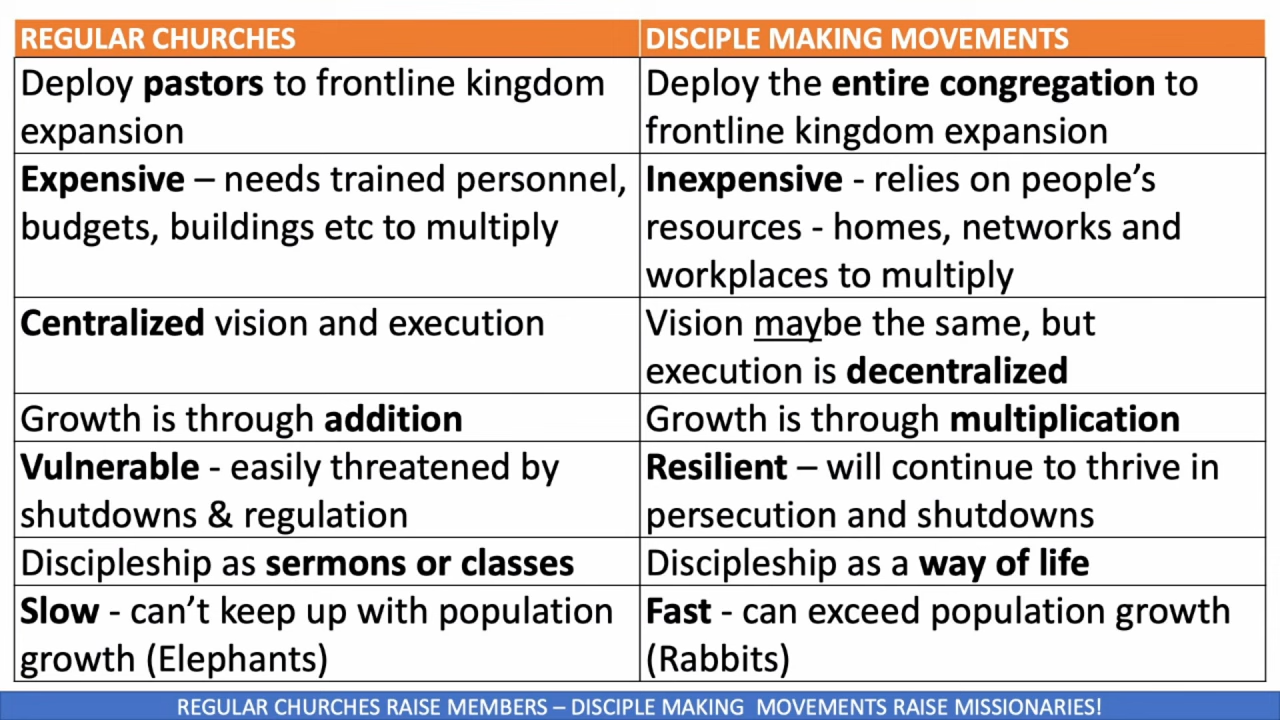 REGULAR CHURCHES
DISCIPLE MAKING MOVEMENTS
Deploy pastors to frontline kingdom
expansion
Deploy the entire congregation to
frontline kingdom expansion
Expensive – needs trained personnel,
budgets, buildings etc to multiply
Inexpensive - relies on people’s
resources - homes, networks and
workplaces to multiply
Centralized vision and execution
Vision maybe the same, but
execution is decentralized
Growth is through addition
Growth is through multiplication
Vulnerable - easily threatened by
shutdowns & regulation
Resilient – will continue to thrive in
persecution and shutdowns
Discipleship as sermons or classes
Discipleship as a way of life
Slow - can’t keep up with population
growth (Elephants)
Fast - can exceed population growth
(Rabbits)
REGULAR CHURCHES RAISE MEMBERS – DISCIPLE MAKING  MOVEMENTS RAISE MISSIONARIES!